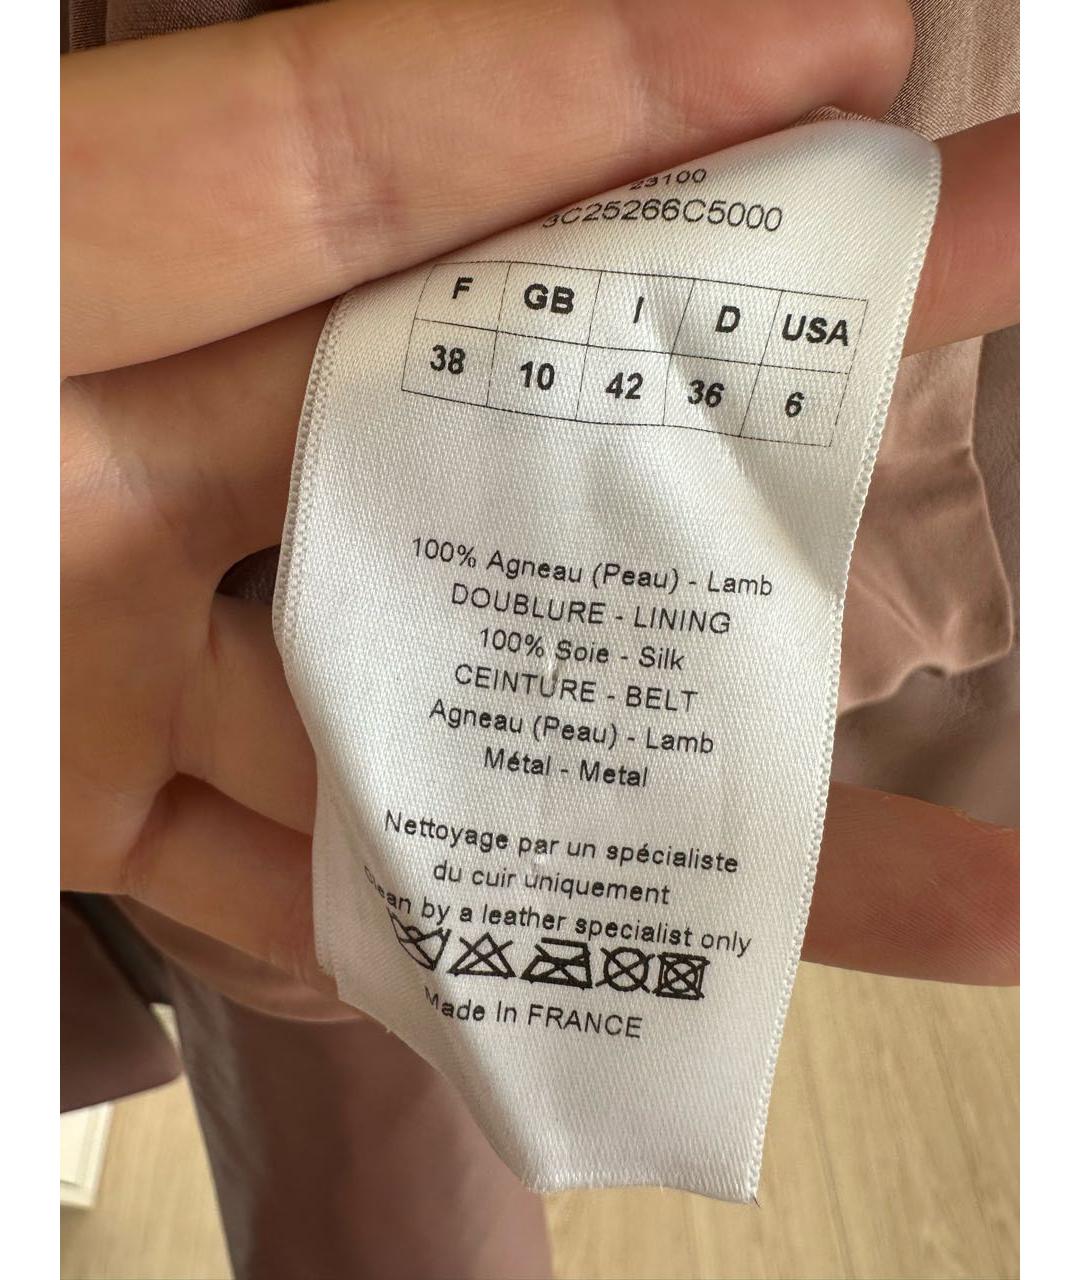 23100
3C25266C5000
F GB I D USA
38 10 42 36 6
100% Agneau (Peau) - Lamb
DOUBLURE - LINING
100% Soie - Silk
CEINTURE - BELT
Agneau (Peau) - Lamb
Métal - Metal
Nettoyage par un spécialiste
du cuir uniquement
Clean by a leather specialist only
Made In FRANCE